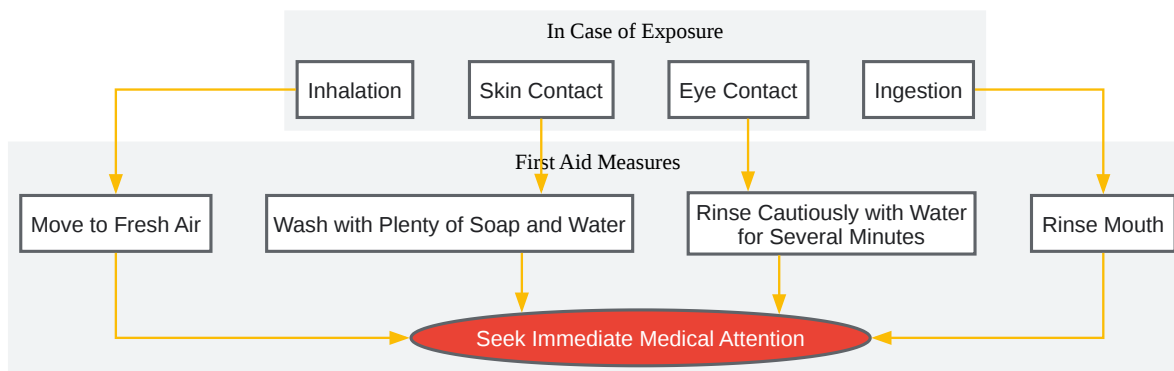 In Case of Exposure
Inhalation
Skin Contact
Eye Contact
Ingestion
First Aid Measures
Move to Fresh Air
Wash with Plenty of Soap and Water
Rinse Cautiously with Water
for Several Minutes
Rinse Mouth
Seek Immediate Medical Attention